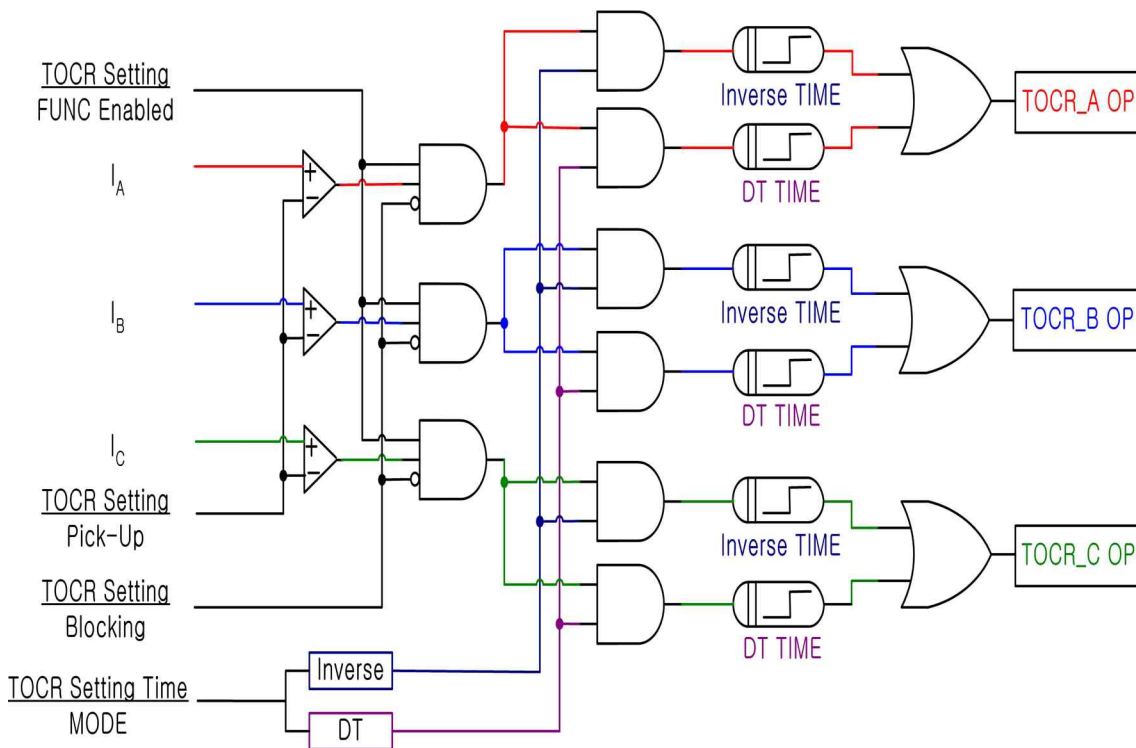 TOCR Setting
FUNC Enabled
I_A
+
−
I_B
+
−
I_C
+
−
TOCR Setting
Pick-Up
TOCR Setting
Blocking
TOCR Setting Time
MODE
Inverse
DT
Inverse TIME
DT TIME
TOCR_A OP
Inverse TIME
DT TIME
TOCR_B OP
Inverse TIME
DT TIME
TOCR_C OP